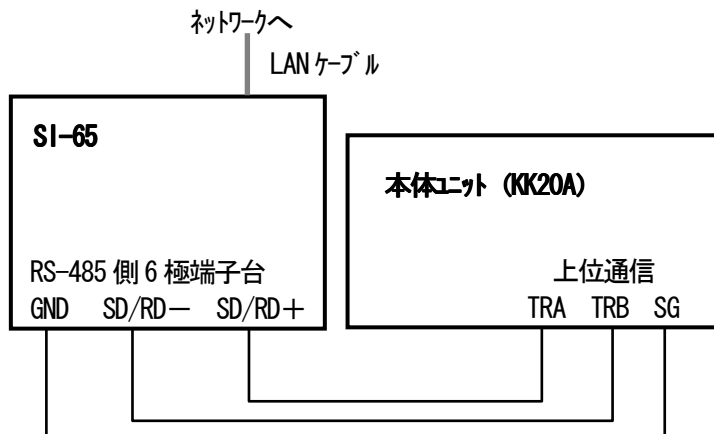 ﾈｯﾄﾜｰｸへ
LAN ｹｰﾌﾞﾙ
SI-65
本体ﾕﾆｯﾄ (KK20A)
RS-485 側 6 極端子台
上位通信
GND SD/RD－ SD/RD＋
TRA TRB SG